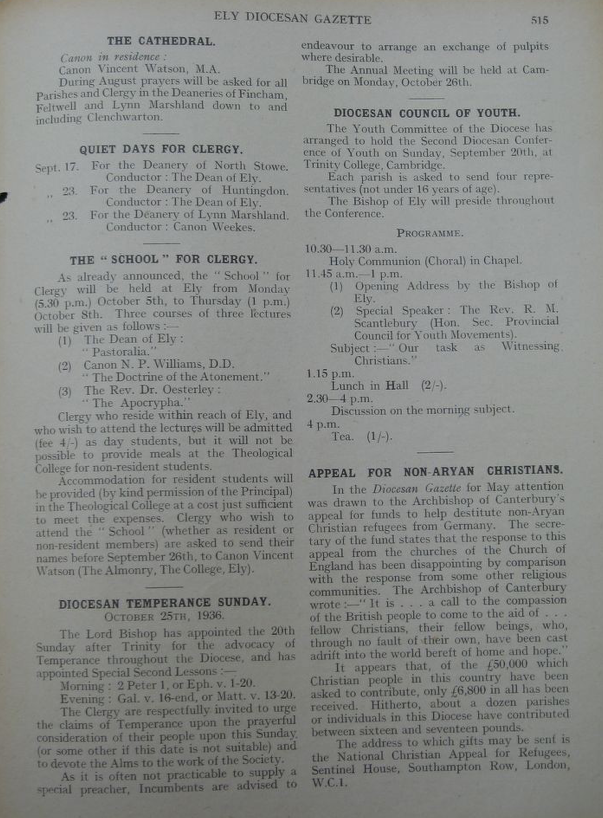 ELY DIOCESAN GAZETTE 515
THE CATHEDRAL.
Canon in residence :
Canon Vincent Watson, M.A.
During August prayers will be asked for all
Parishes and Clergy in the Deaneries of Fincham,
Feltwell and Lynn Marshland down to and
including Clenchwarton.
QUIET DAYS FOR CLERGY.
Sept. 17. For the Deanery of North Stowe.
Conductor : The Dean of Ely.
,, 23. For the Deanery of Huntingdon.
Conductor : The Dean of Ely.
,, 23. For the Deanery of Lynn Marshland.
Conductor : Canon Weekes.
THE “ SCHOOL ” FOR CLERGY.
As already announced, the “ School ” for
Clergy will be held at Ely from Monday
(5.30 p.m.) October 5th, to Thursday (1 p.m.)
October 8th. Three courses of three lectures
will be given as follows :—
(1) The Dean of Ely :
“ Pastoralia.”
(2) Canon N. P. Williams, D.D.
“ The Doctrine of the Atonement.”
(3) The Rev. Dr. Oesterley :
“ The Apocrypha.”
Clergy who reside within reach of Ely, and
who wish to attend the lectures will be admitted
(fee 4/-) as day students, but it will not be
possible to provide meals at the Theological
College for non-resident students.
Accommodation for resident students will
be provided (by kind permission of the Principal)
in the Theological College at a cost just sufficient
to meet the expenses. Clergy who wish to
attend the “ School ” (whether as resident or
non-resident members) are asked to send their
names before September 26th, to Canon Vincent
Watson (The Almonry, The College, Ely).
DIOCESAN TEMPERANCE SUNDAY.
OCTOBER 25TH, 1936.
The Lord Bishop has appointed the 20th
Sunday after Trinity for the advocacy of
Temperance throughout the Diocese, and has
appointed Special Second Lessons :—
Morning : 2 Peter 1, or Eph. v. 1-20.
Evening : Gal. v. 16-end, or Matt. v. 13-20.
The Clergy are respectfully invited to urge
the claims of Temperance upon the prayerful
consideration of their people upon this Sunday,
(or some other if this date is not suitable) and
to devote the Alms to the work of the Society.
As it is often not practicable to supply a
special preacher, Incumbents are advised to
endeavour to arrange an exchange of pulpits
where desirable.
The Annual Meeting will be held at Cam-
bridge on Monday, October 26th.
DIOCESAN COUNCIL OF YOUTH.
The Youth Committee of the Diocese has
arranged to hold the Second Diocesan Confer-
ence of Youth on Sunday, September 20th, at
Trinity College, Cambridge.
Each parish is asked to send four repre-
sentatives (not under 16 years of age).
The Bishop of Ely will preside throughout
the Conference.
PROGRAMME.
10.30—11.30 a.m.
Holy Communion (Choral) in Chapel.
11.45 a.m.—1 p.m.
(1) Opening Address by the Bishop of
Ely.
(2) Special Speaker : The Rev. R. M.
Scantlebury (Hon. Sec. Provincial
Council for Youth Movements).
Subject :—“ Our task as Witnessing
Christians.”
1.15 p.m.
Lunch in Hall (2/-).
2.30—4 p.m.
Discussion on the morning subject.
4 p.m.
Tea. (1/-).
APPEAL FOR NON-ARYAN CHRISTIANS.
In the Diocesan Gazette for May attention
was drawn to the Archbishop of Canterbury's
appeal for funds to help destitute non-Aryan
Christian refugees from Germany. The secre-
tary of the fund states that the response to this
appeal from the churches of the Church of
England has been disappointing by comparison
with the response from some other religious
communities. The Archbishop of Canterbury
wrote :—“ It is . . . a call to the compassion
of the British people to come to the aid of . . .
fellow Christians, their fellow beings, who,
through no fault of their own, have been cast
adrift into the world bereft of home and hope.”
It appears that, of the £50,000 which
Christian people in this country have been
asked to contribute, only £6,800 in all has been
received. Hitherto, about a dozen parishes
or individuals in this Diocese have contributed
between sixteen and seventeen pounds.
The address to which gifts may be sent is
the National Christian Appeal for Refugees,
Sentinel House, Southampton Row, London,
W.C.1.